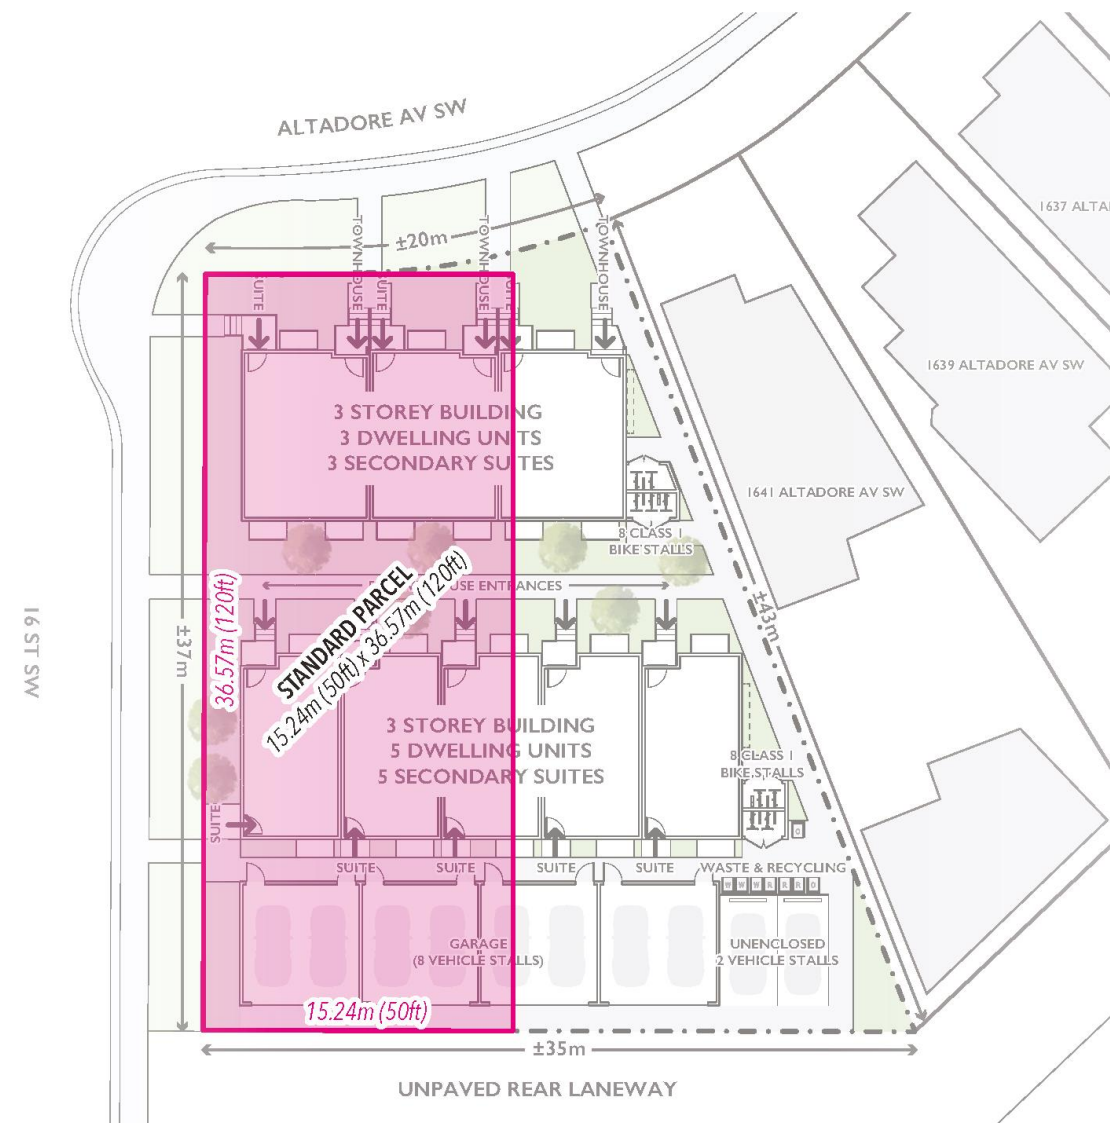 ALTADORE AV SW
±20m
TOWNHOUSE
TOWNHOUSE
TOWNHOUSE
SUITE
SUITE
SUITE
1637 ALTA
1639 ALTADORE AV SW
1641 ALTADORE AV SW
3 STOREY BUILDING
3 DWELLING UNITS
3 SECONDARY SUITES
8 CLASS 1
BIKE STALLS
USE ENTRANCES
STANDARD PARCEL
15.24m (50ft) x 36.57m (120ft)
36.57m (120ft)
±37m
±43m
16 ST SW
3 STOREY BUILDING
5 DWELLING UNITS
5 SECONDARY SUITES
8 CLASS 1
BIKE STALLS
SUITE
SUITE
SUITE
SUITE
SUITE
WASTE & RECYCLING
GARAGE
(8 VEHICLE STALLS)
UNENCLOSED
2 VEHICLE STALLS
15.24m (50ft)
±35m
UNPAVED REAR LANEWAY